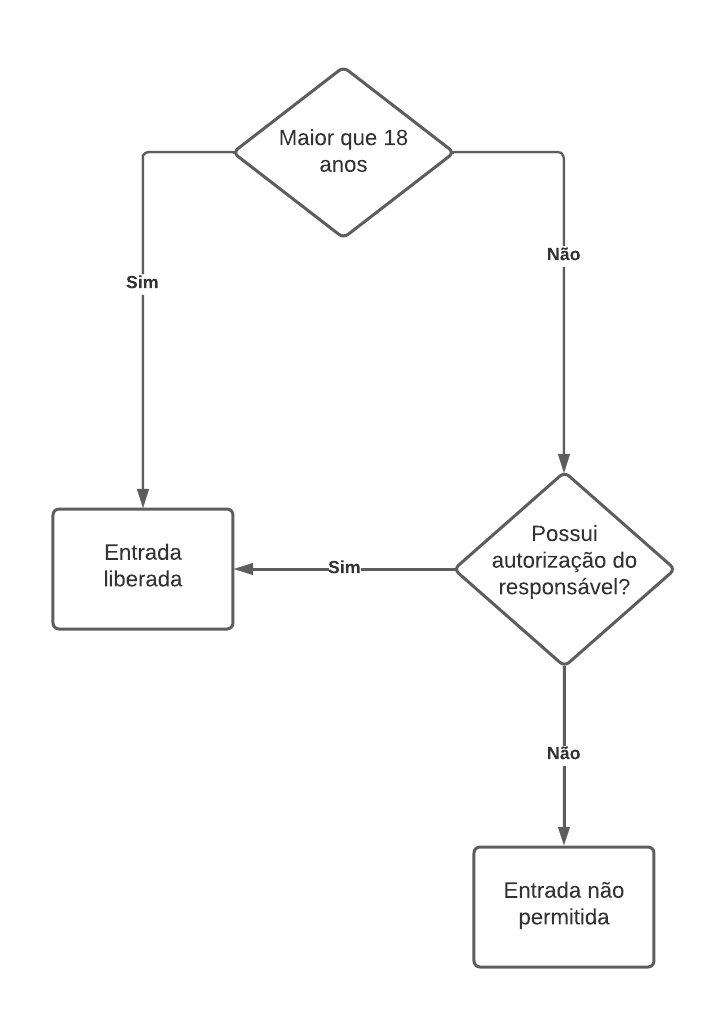 Maior que 18
anos
Não
Sim
Possui
autorização do
responsável?
Entrada
liberada
Sim
Não
Entrada não
permitida